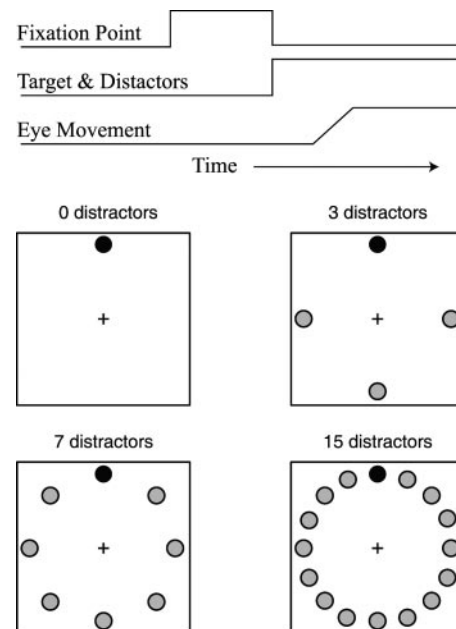 Fixation Point
Target & Distactors
Eye Movement
Time
0 distractors
3 distractors
7 distractors
15 distractors